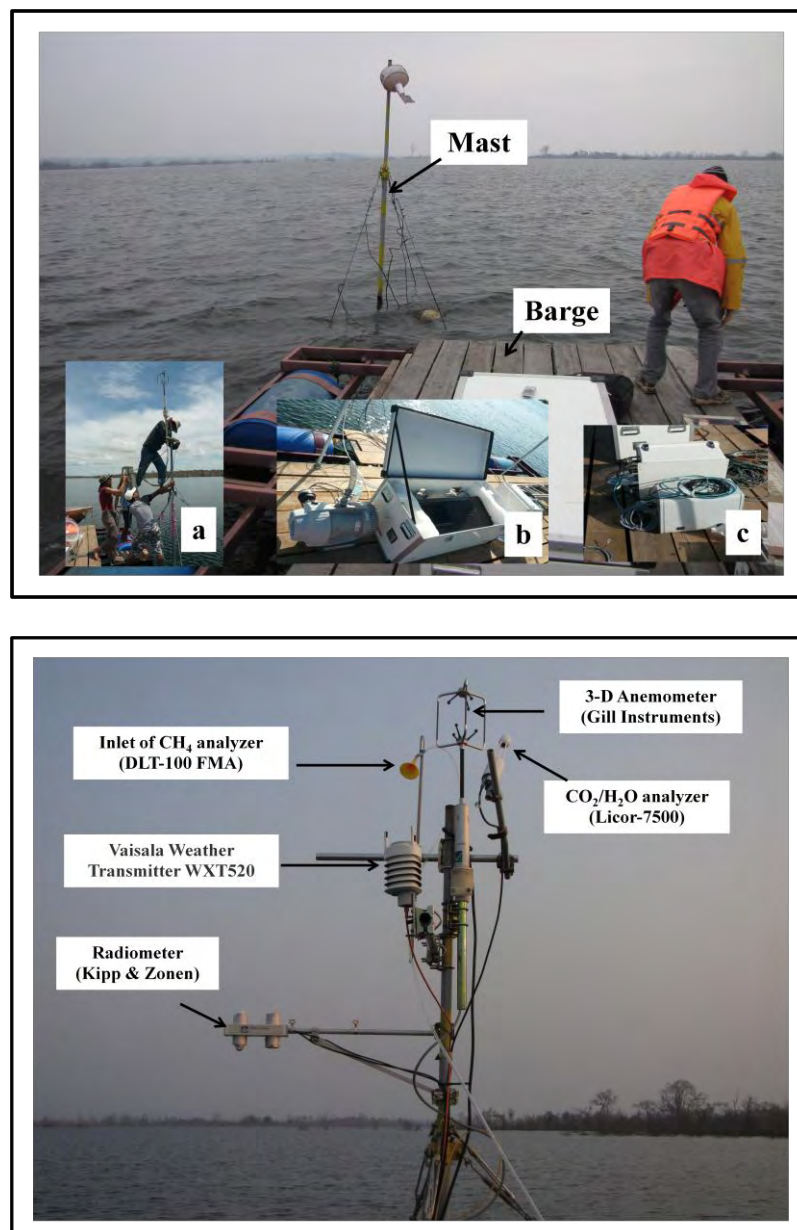 Mast
Barge
a
b
c
3-D Anemometer
(Gill Instruments)
Inlet of CH₄ analyzer
(DLT-100 FMA)
CO₂/H₂O analyzer
(Licor-7500)
Vaisala Weather
Transmitter WXT520
Radiometer
(Kipp & Zonen)